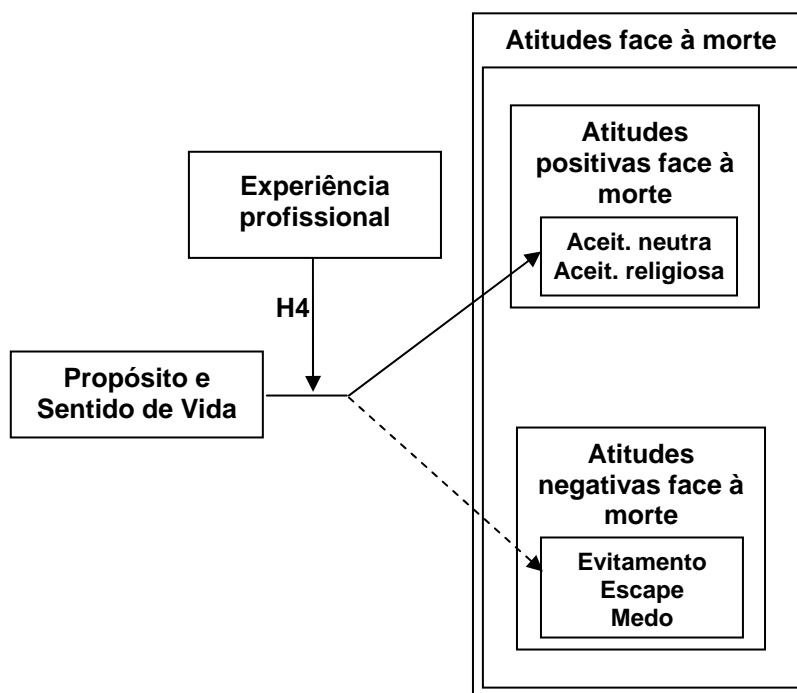 Atitudes face à morte
Atitudes
positivas face à
morte
Aceit. neutra
Aceit. religiosa
Experiência
profissional
H4
Propósito e
Sentido de Vida
Atitudes
negativas face à
morte
Evitamento
Escape
Medo